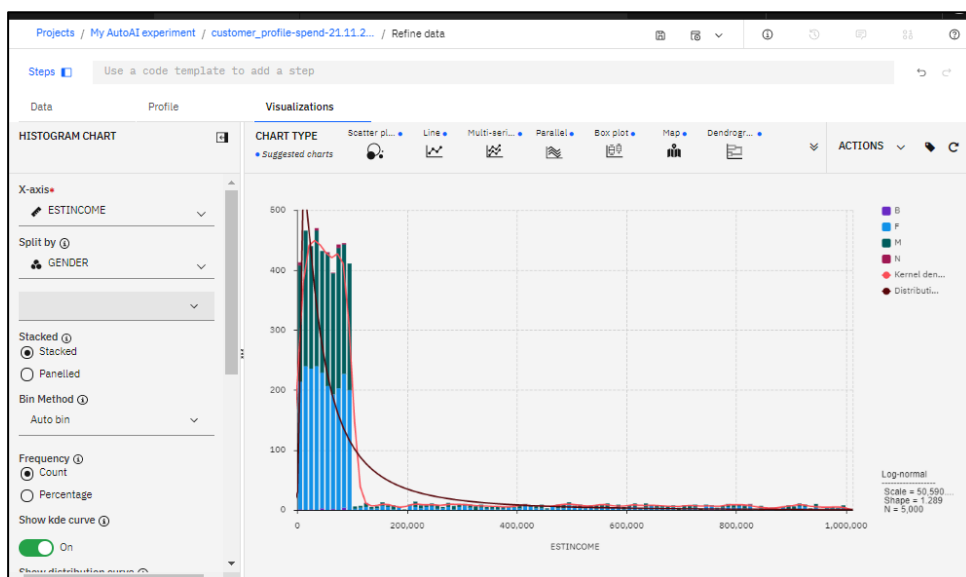 Projects / My AutoAI experiment / customer_profile-spend-21.11.2... / Refine data
Steps Use a code template to add a step
Data Profile Visualizations
HISTOGRAM CHART
CHART TYPE Scatter pl... Line Multi-seri... Parallel Box plot Map Dendrogr... ACTIONS
Suggested charts
X-axis
ESTINCOME
Split by
GENDER
Stacked
Stacked
Panelled
Bin Method
Auto bin
Frequency
Count
Percentage
Show kde curve
On
Show distribution curve
500
400
300
200
100
0
0 200,000 400,000 600,000 800,000 1,000,000
ESTINCOME
B
F
M
N
Kernel den...
Distributi...
Log-normal
Scale = 50,590...
Shape = 1.289
N = 5,000